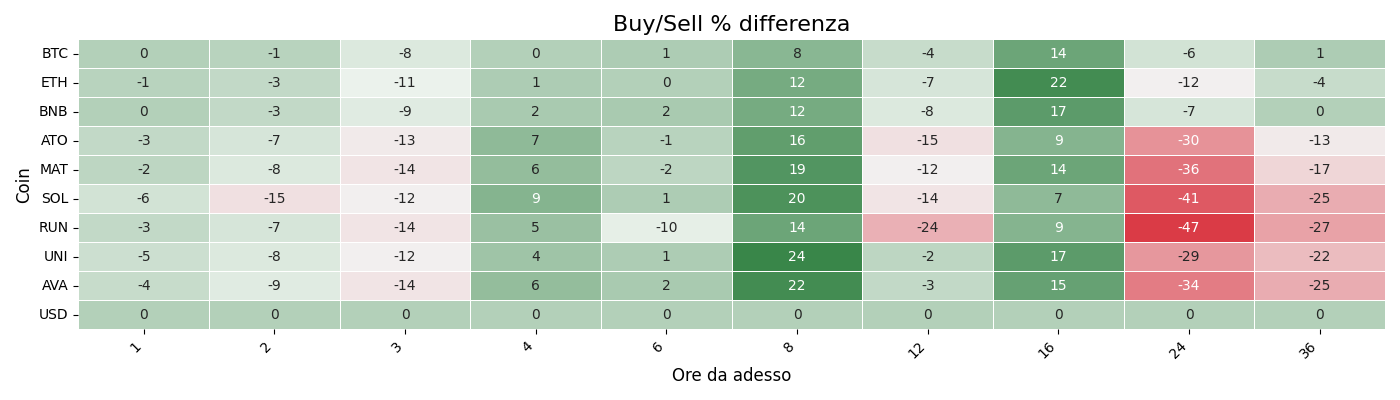 Buy/Sell % differenza
Coin
BTC 0 -1 -8 0 1 8 -4 14 -6 1
ETH -1 -3 -11 1 0 12 -7 22 -12 -4
BNB 0 -3 -9 2 2 12 -8 17 -7 0
ATO -3 -7 -13 7 -1 16 -15 9 -30 -13
MAT -2 -8 -14 6 -2 19 -12 14 -36 -17
SOL -6 -15 -12 9 1 20 -14 7 -41 -25
RUN -3 -7 -14 5 -10 14 -24 9 -47 -27
UNI -5 -8 -12 4 1 24 -2 17 -29 -22
AVA -4 -9 -14 6 2 22 -3 15 -34 -25
USD 0 0 0 0 0 0 0 0 0 0
1 2 3 4 6 8 12 16 24 36
Ore da adesso